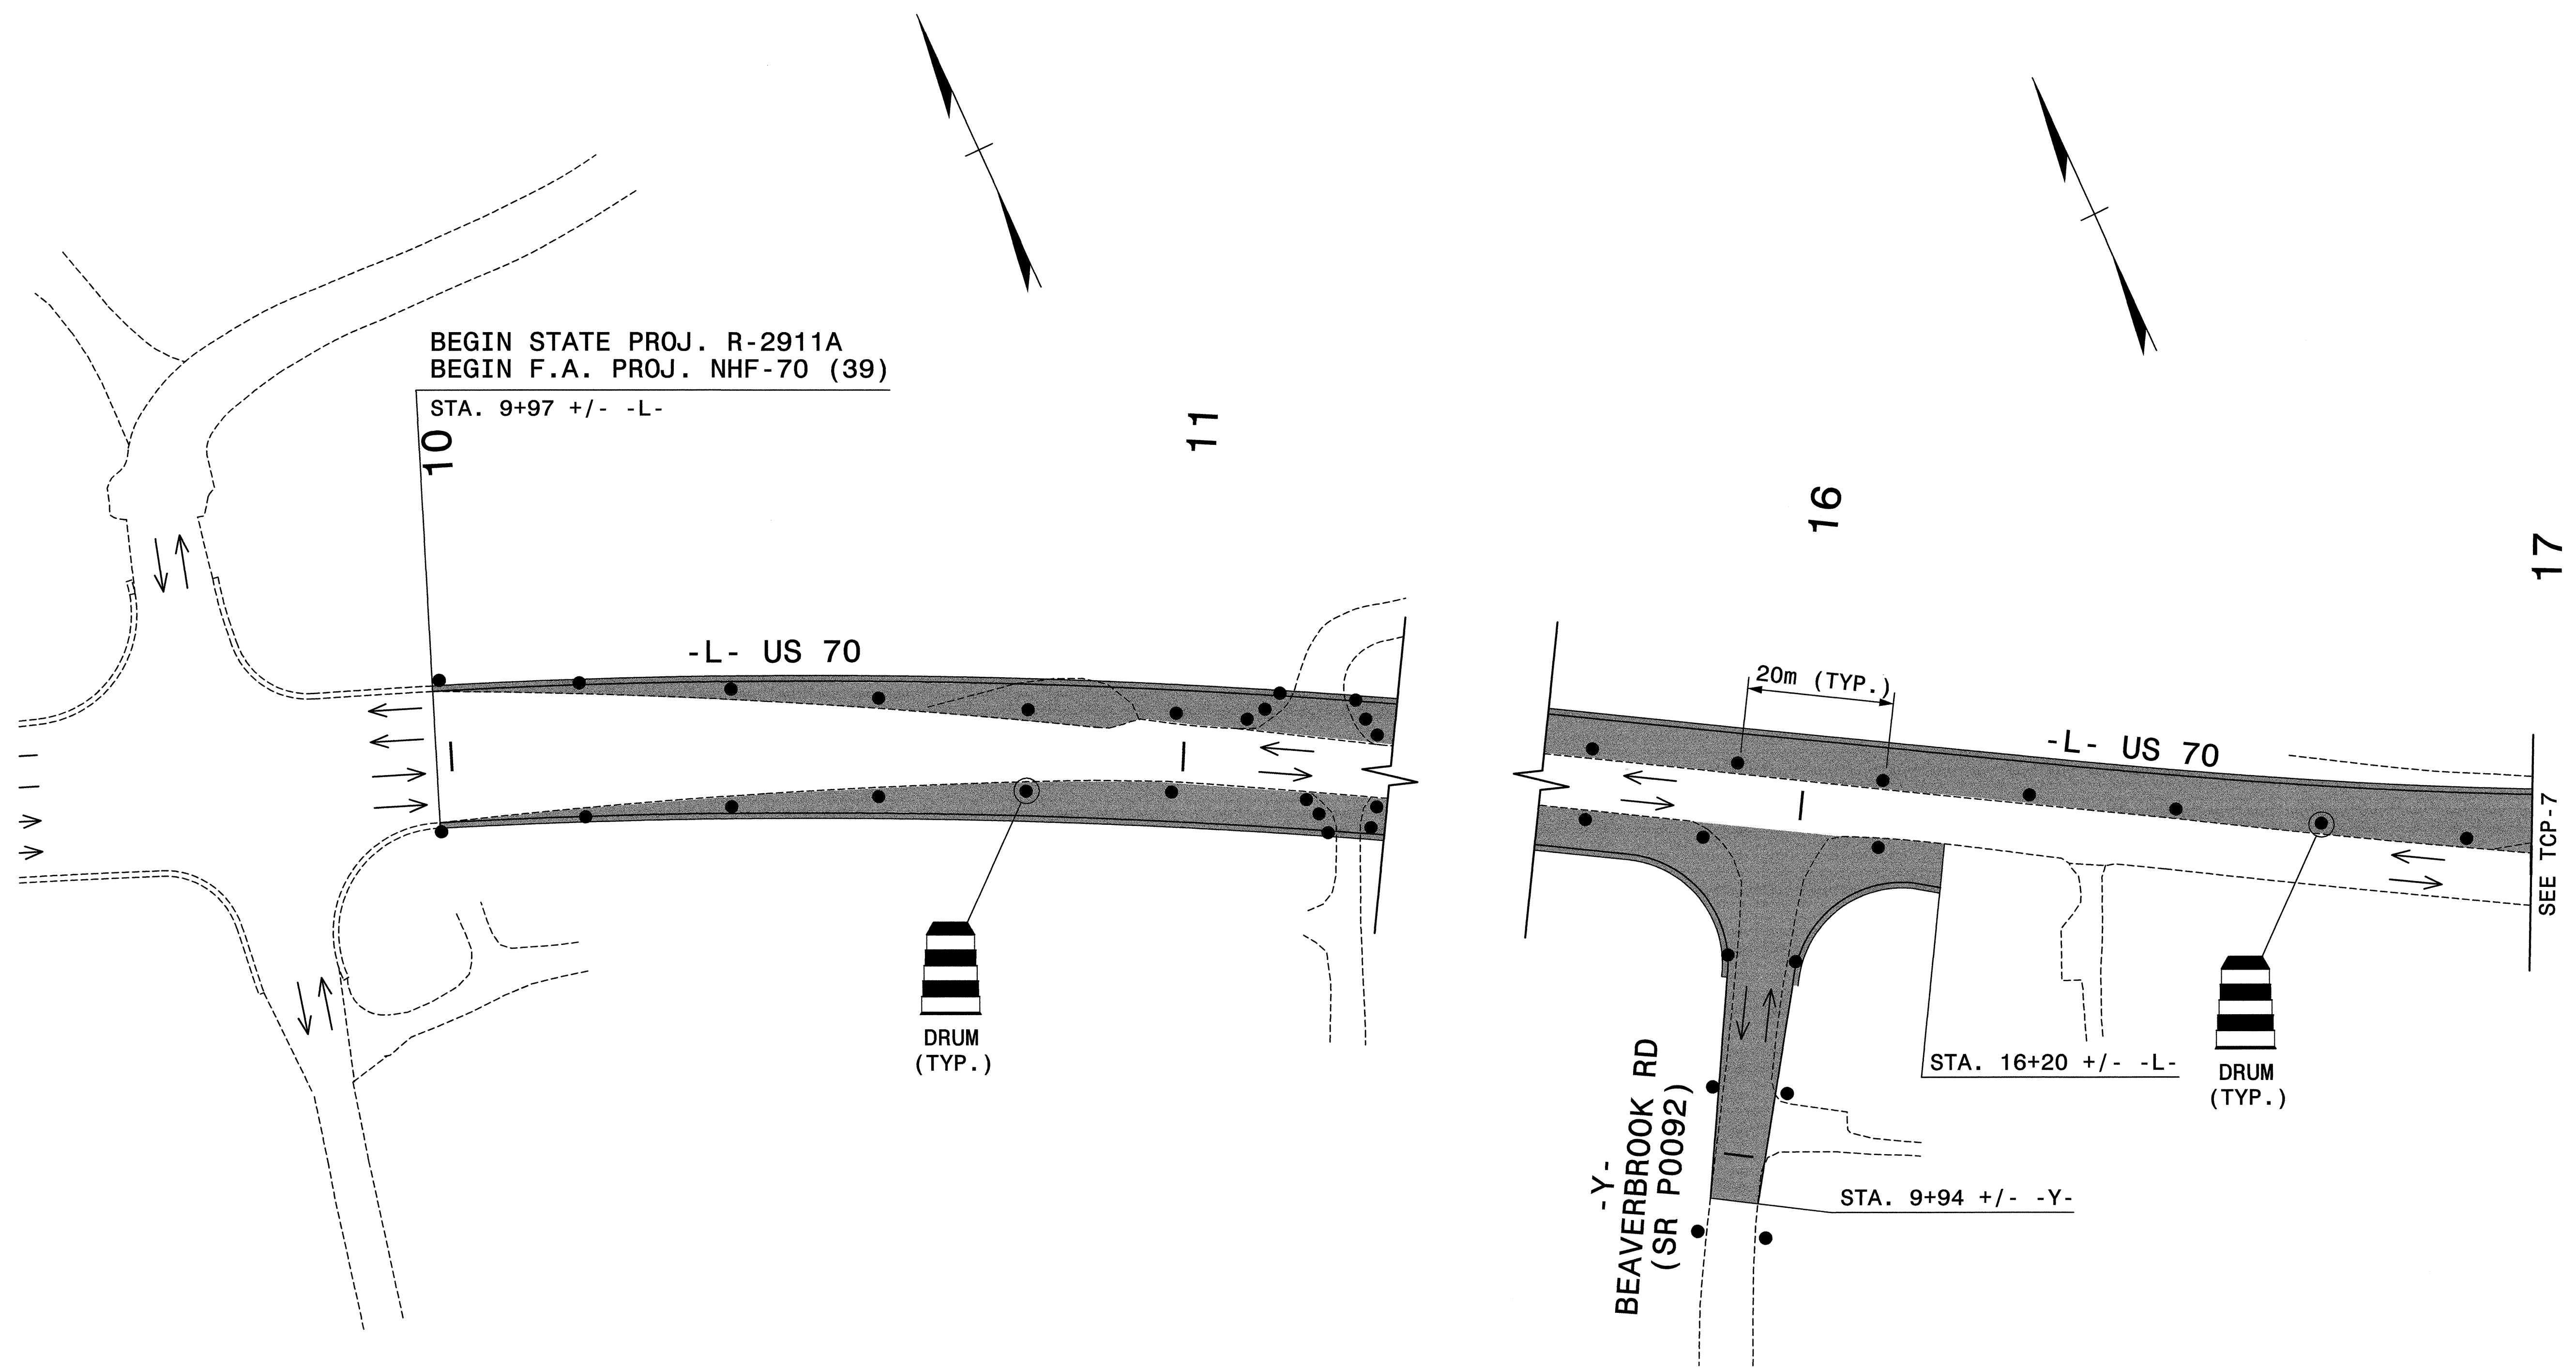 BEGIN STATE PROJ. R-2911A
BEGIN F.A. PROJ. NHF-70 (39)
STA. 9+97 +/- -L-
10
11
-L- US 70
DRUM
(TYP.)
16
17
20m (TYP.)
-L- US 70
SEE TCP-7
STA. 16+20 +/- -L-
DRUM
(TYP.)
-Y-
BEAVERBROOK RD
(SR P0092)
STA. 9+94 +/- -Y-